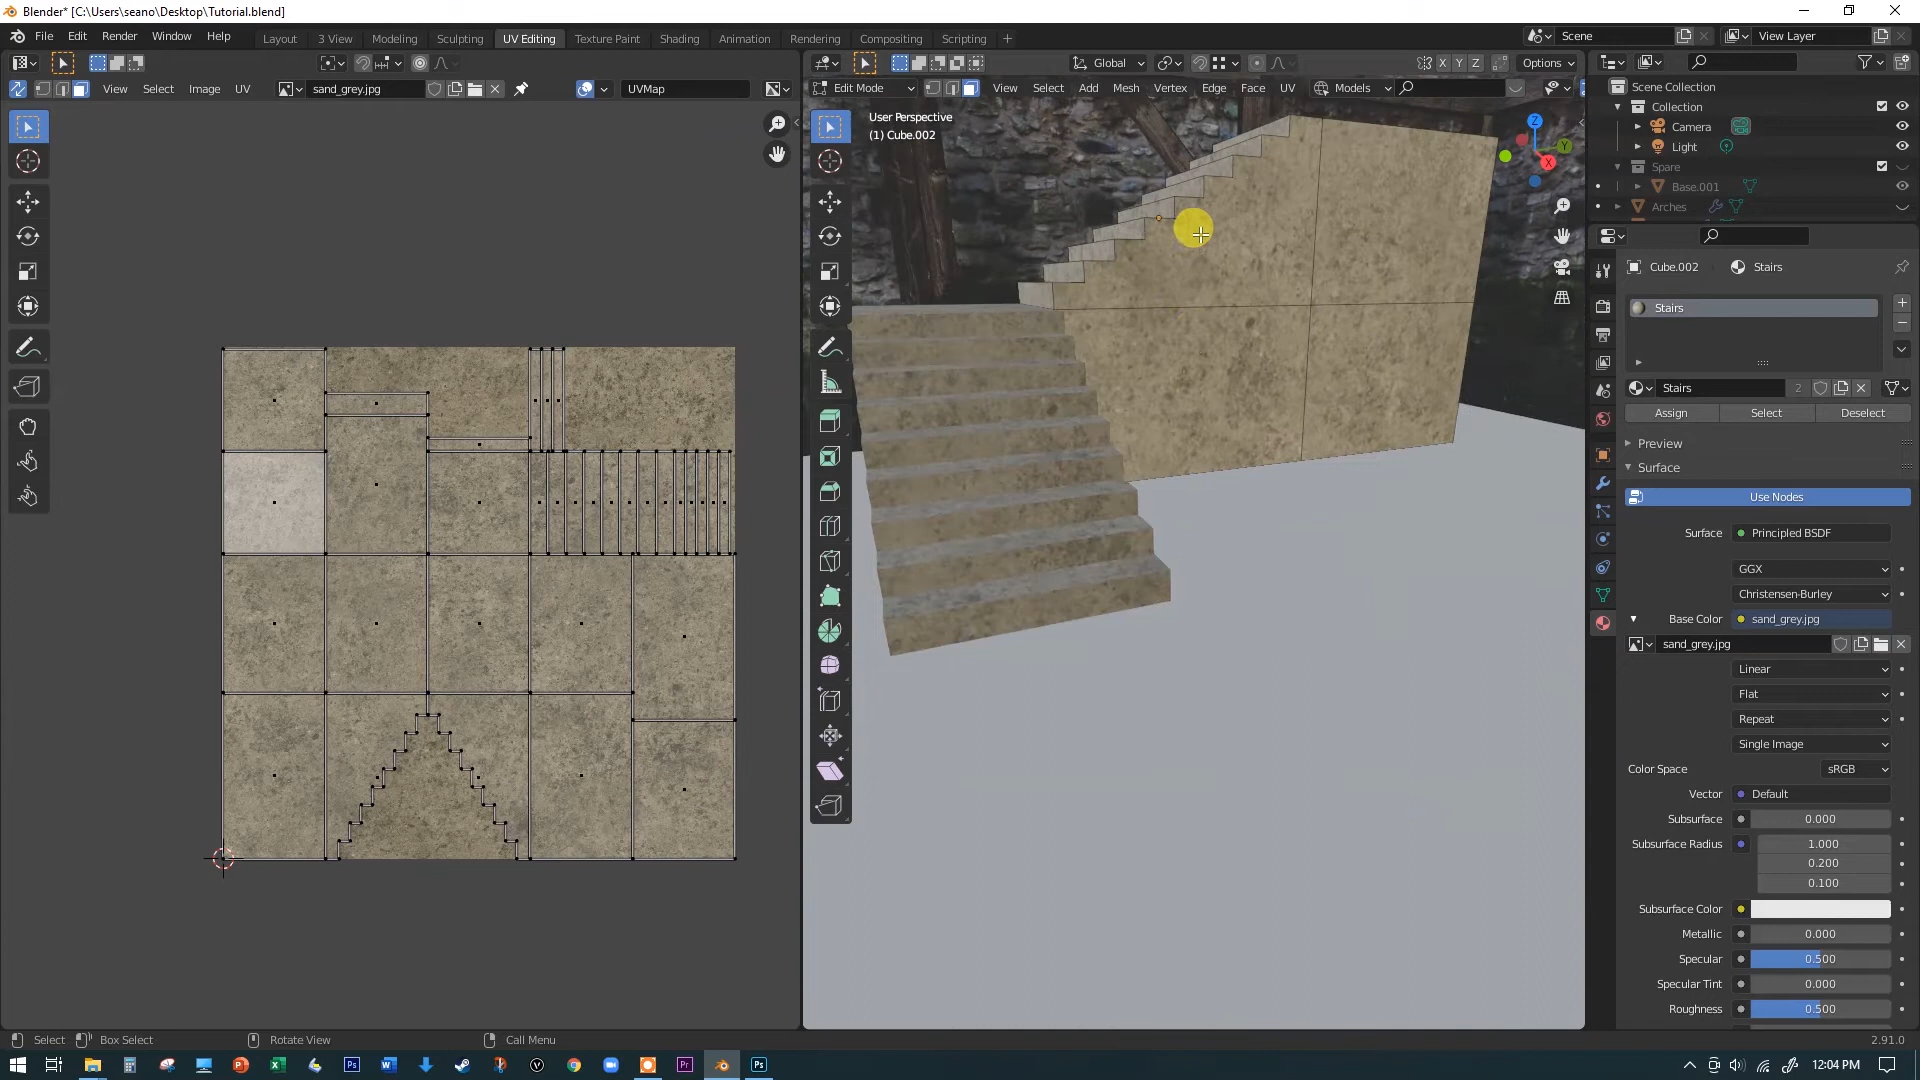 Blender* [C:\Users\seano\Desktop\Tutorial.blend]
File Edit Render Window Help
Layout 3 View Modeling Sculpting UV Editing Texture Paint Shading Animation Rendering Compositing Scripting +
Scene
View Layer
Global
X Y Z
Options
View Select Image UV
sand_grey.jpg
UVMap
Edit Mode
View Select Add Mesh Vertex Edge Face UV
Models
User Perspective
(1) Cube.002
Z
Y
X
Scene Collection
Collection
Camera
Light
Spare
Base.001
Arches
Cube.002
Stairs
Stairs
Stairs
2
Assign
Select
Deselect
Preview
Surface
Use Nodes
Surface
Principled BSDF
GGX
Christensen-Burley
Base Color
sand_grey.jpg
sand_grey.jpg
Linear
Flat
Repeat
Single Image
Color Space
sRGB
Vector
Default
Subsurface
0.000
Subsurface Radius
1.000
0.200
0.100
Subsurface Color
Metallic
0.000
Specular
0.500
Specular Tint
0.000
Roughness
0.500
Select
Box Select
Rotate View
Call Menu
2.91.0
12:04 PM